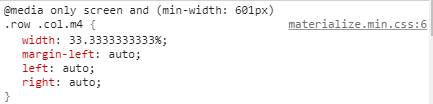 @media only screen and (min-width: 601px)
.row .col.m4 { materialize.min.css:6
width: 33.3333333333%;
margin-left: auto;
left: auto;
right: auto;
}